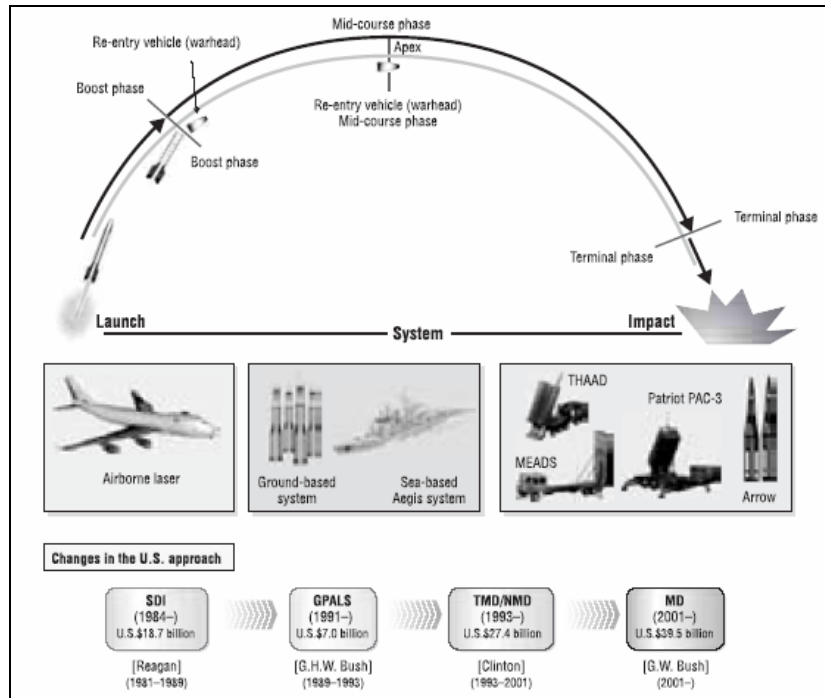 Mid-course phase
Re-entry vehicle (warhead)
Apex
Boost phase
Re-entry vehicle (warhead)
Mid-course phase
Boost phase
Terminal phase
Terminal phase
Launch
System
Impact
Airborne laser
Ground-based
system
Sea-based
Aegis system
THAAD
Patriot PAC-3
MEADS
Arrow
Changes in the U.S. approach
SDI
(1984–)
U.S.$18.7 billion
[Reagan]
(1981–1989)
GPALS
(1991–)
U.S.$7.0 billion
[G.H.W. Bush]
(1989–1993)
TMD/NMD
(1993–)
U.S.$27.4 billion
[Clinton]
(1993–2001)
MD
(2001–)
U.S.$39.5 billion
[G.W. Bush]
(2001–)